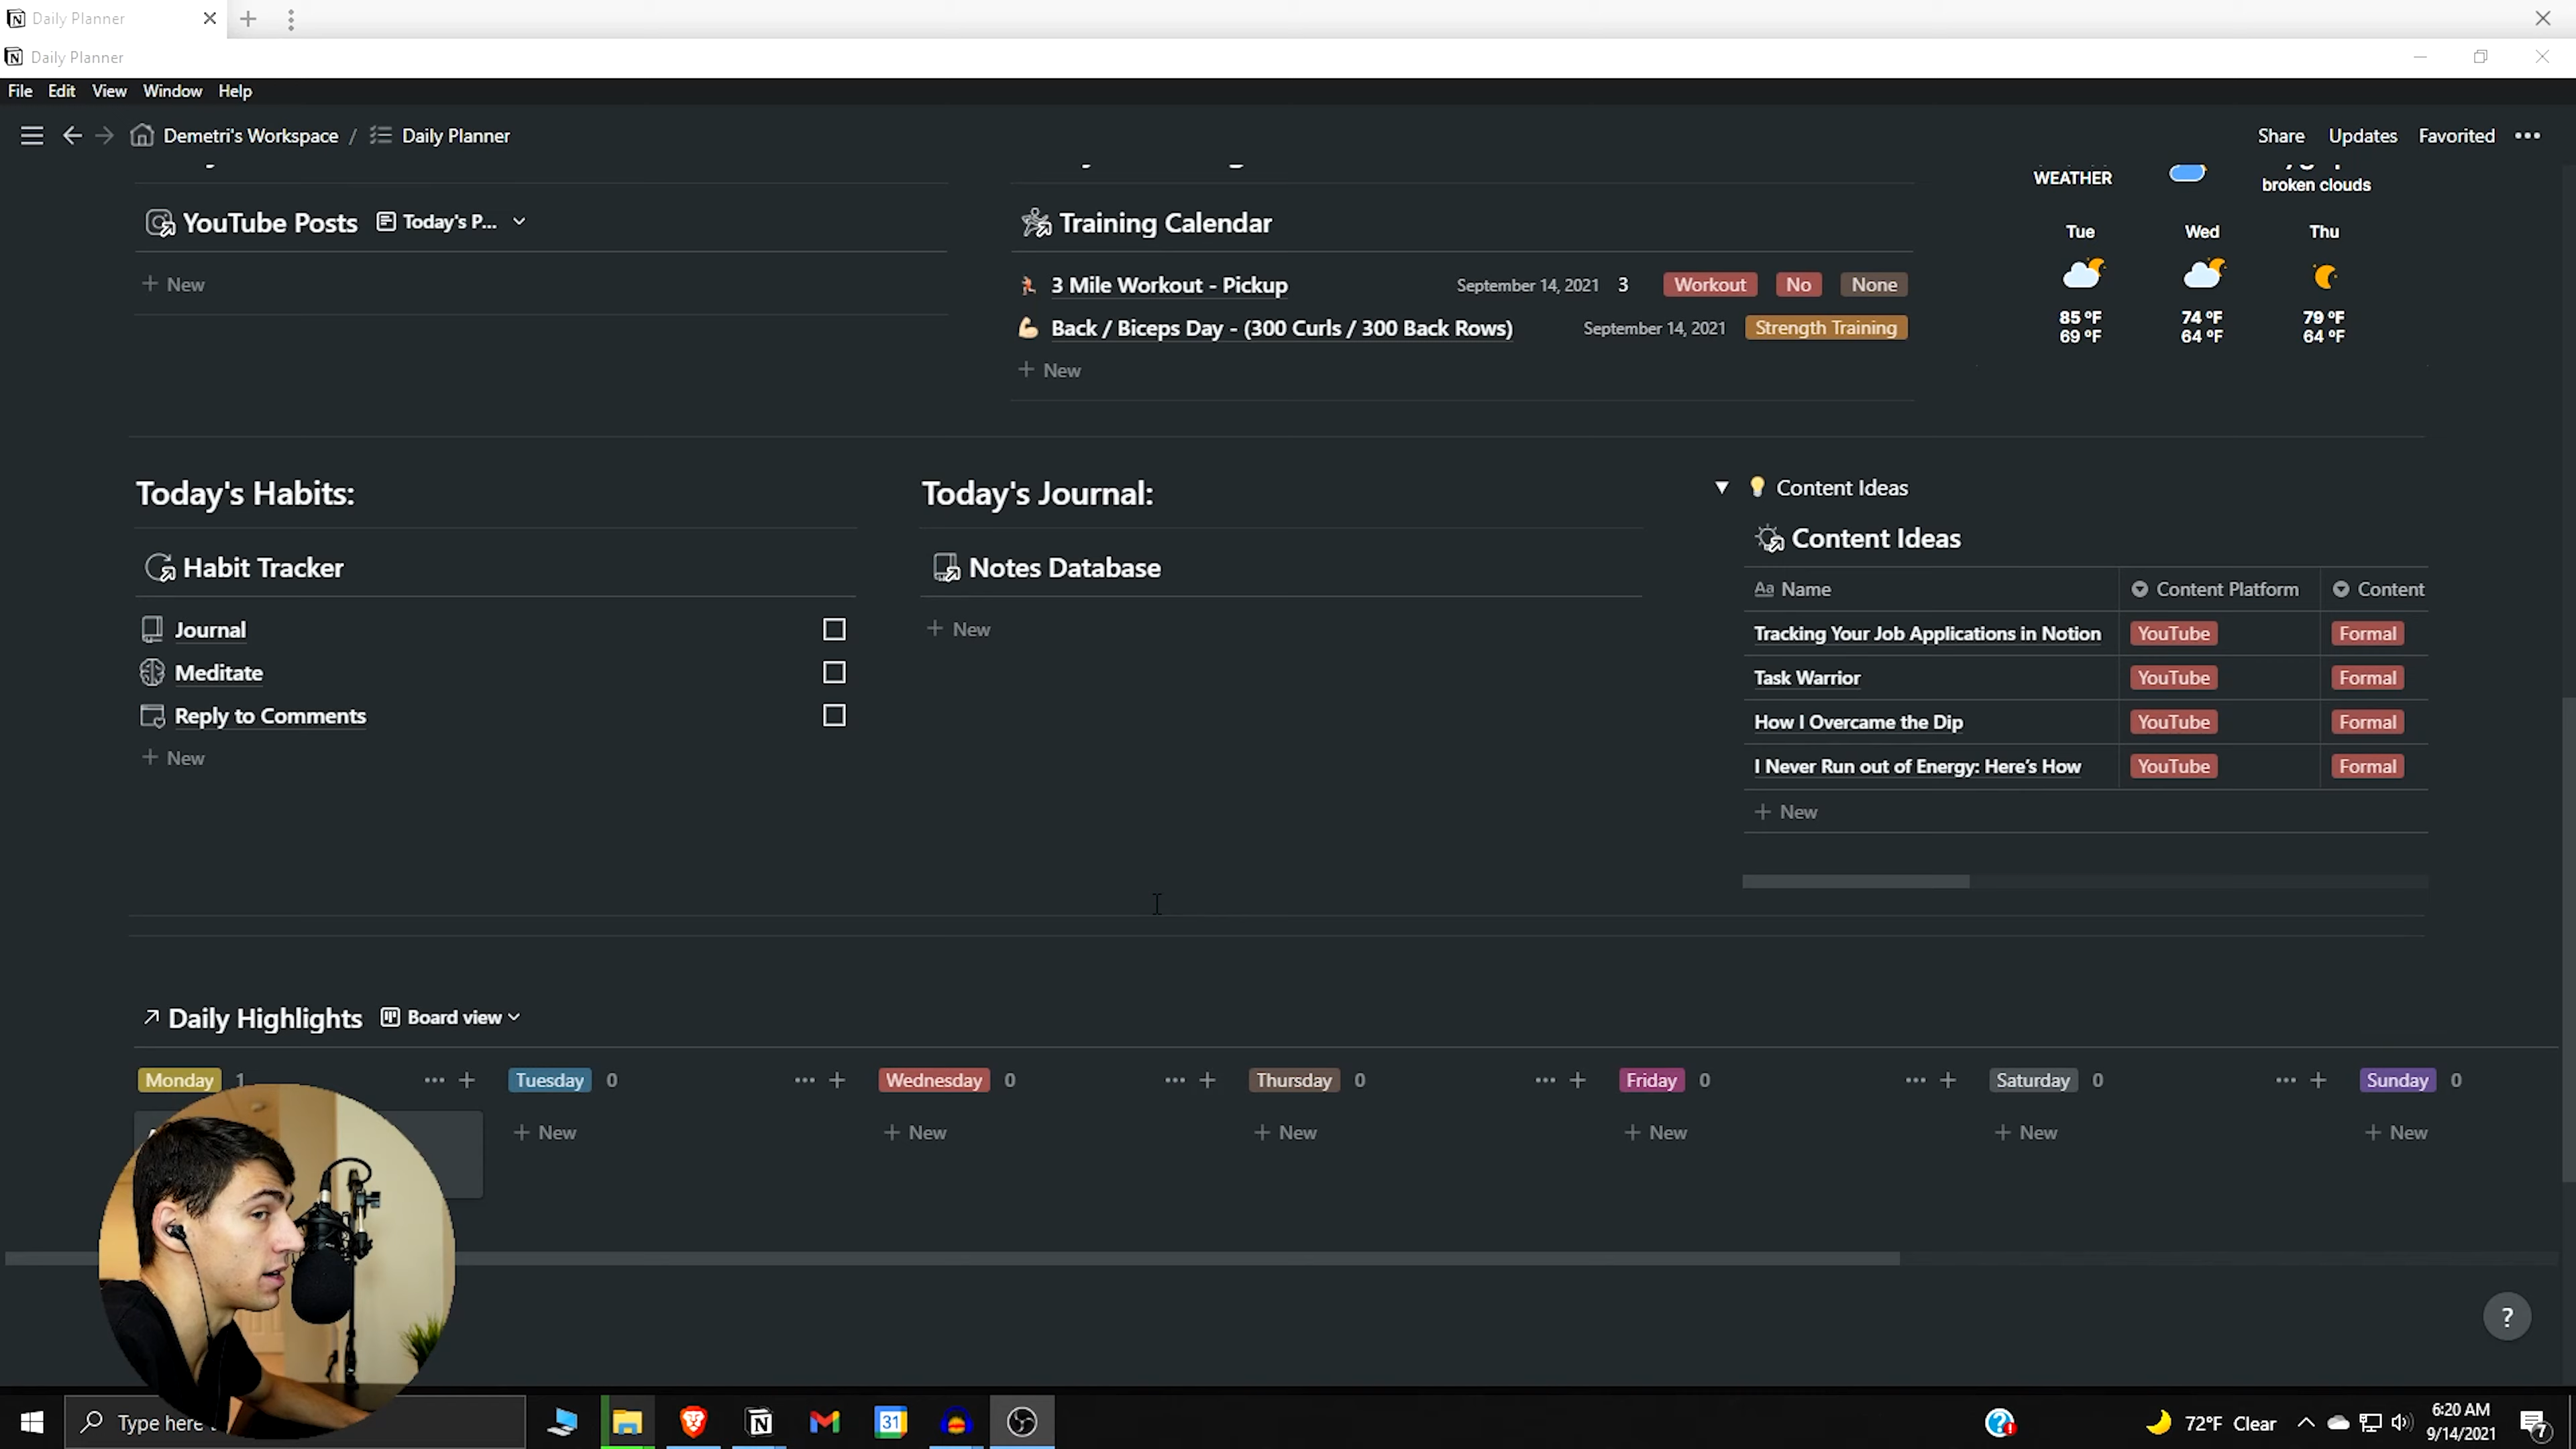 Daily Planner
Daily Planner
File Edit View Window Help
Demetri's Workspace / Daily Planner
Share Updates Favorited
WEATHER
broken clouds
Tue Wed Thu
85 °F 74 °F 79 °F
69 °F 64 °F 64 °F
YouTube Posts Today's P...
+ New
Training Calendar
3 Mile Workout - Pickup September 14, 2021 3 Workout No None
Back / Biceps Day - (300 Curls / 300 Back Rows) September 14, 2021 Strength Training
+ New
Today's Habits:
Habit Tracker
Journal
Meditate
Reply to Comments
+ New
Today's Journal:
Notes Database
+ New
Content Ideas
Content Ideas
Aa Name Content Platform Content
Tracking Your Job Applications in Notion YouTube Formal
Task Warrior YouTube Formal
How I Overcame the Dip YouTube Formal
I Never Run out of Energy: Here's How YouTube Formal
+ New
Daily Highlights Board view
Monday 1 Tuesday 0 Wednesday 0 Thursday 0 Friday 0 Saturday 0 Sunday 0
+ New + New + New + New + New + New
?
Type here
31
72°F Clear
6:20 AM
9/14/2021
7